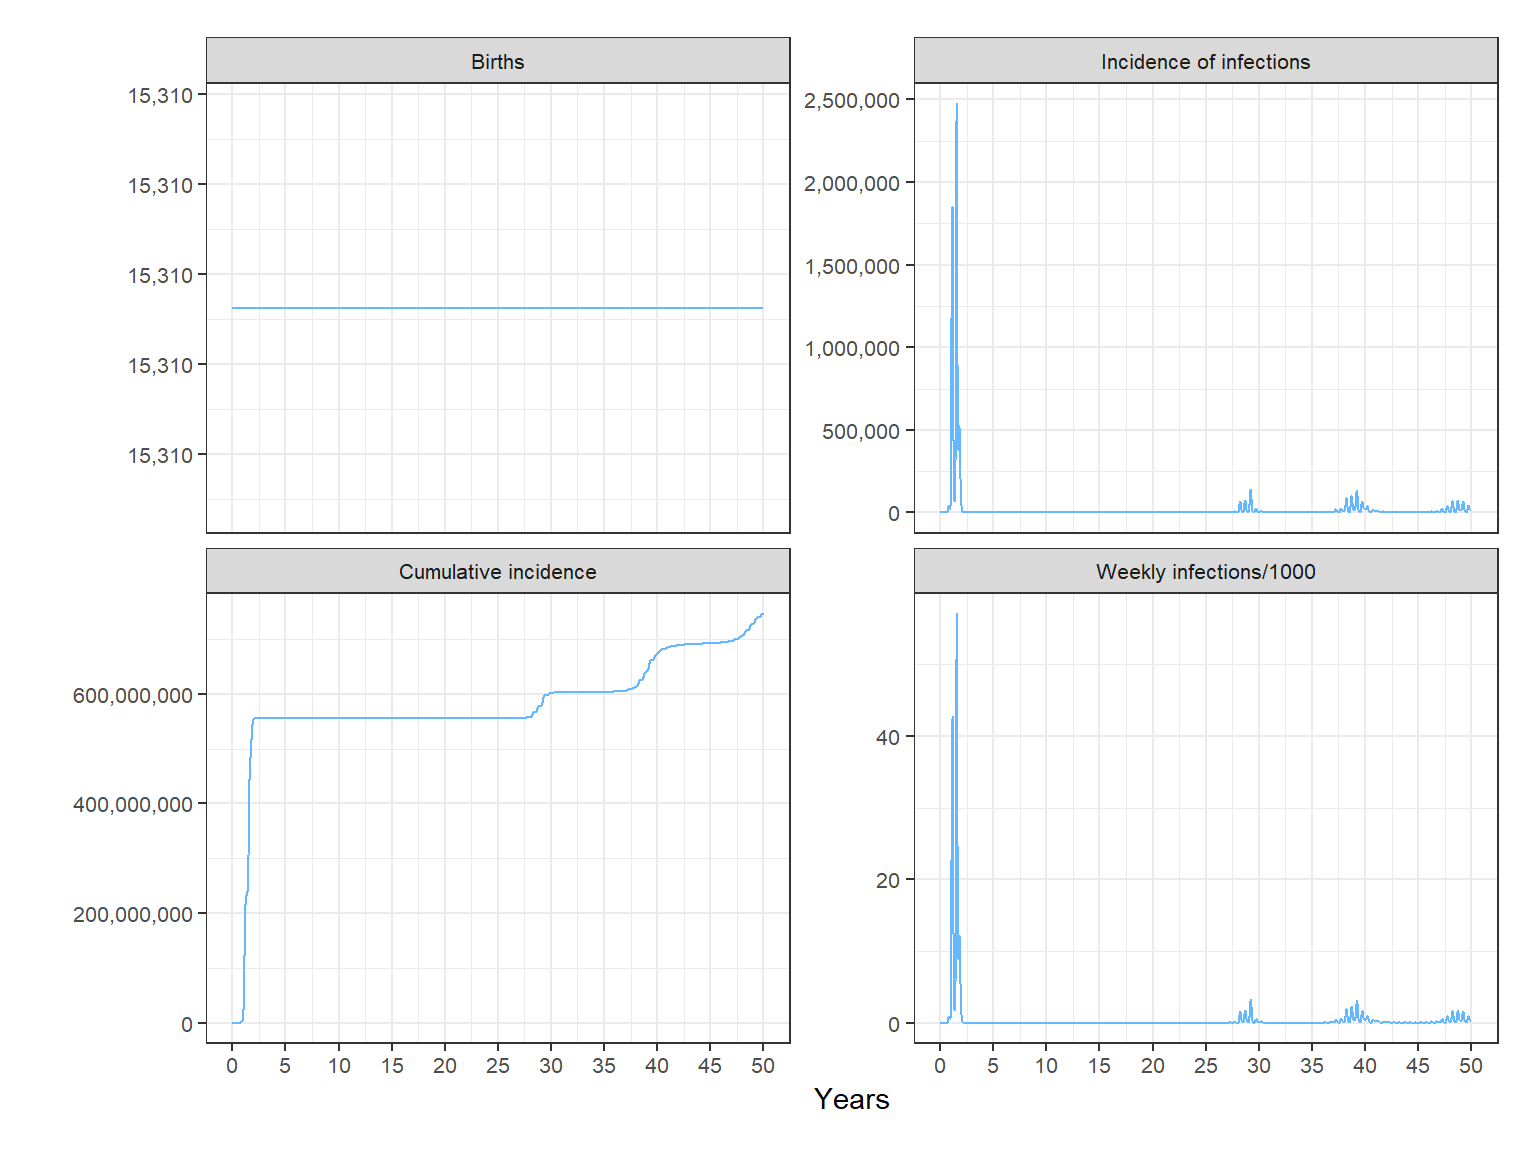 Births
15,310
15,310
15,310
15,310
15,310
Incidence of infections
2,500,000
2,000,000
1,500,000
1,000,000
500,000
0
Cumulative incidence
600,000,000
400,000,000
200,000,000
0
0 5 10 15 20 25 30 35 40 45 50
Weekly infections/1000
40
20
0
0 5 10 15 20 25 30 35 40 45 50
Years